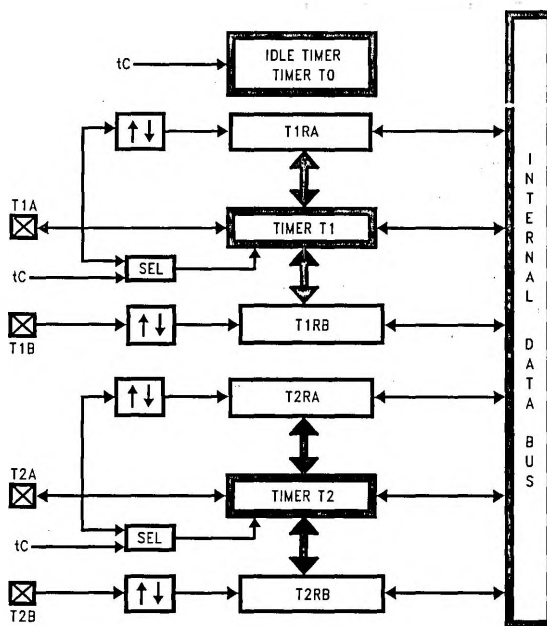 IDLE TIMER
TIMER T0
tC
T1RA
T1A
TIMER T1
SEL
tC
T1B
T1RB
T2RA
T2A
TIMER T2
SEL
tC
T2B
T2RB
INTERNAL DATA BUS